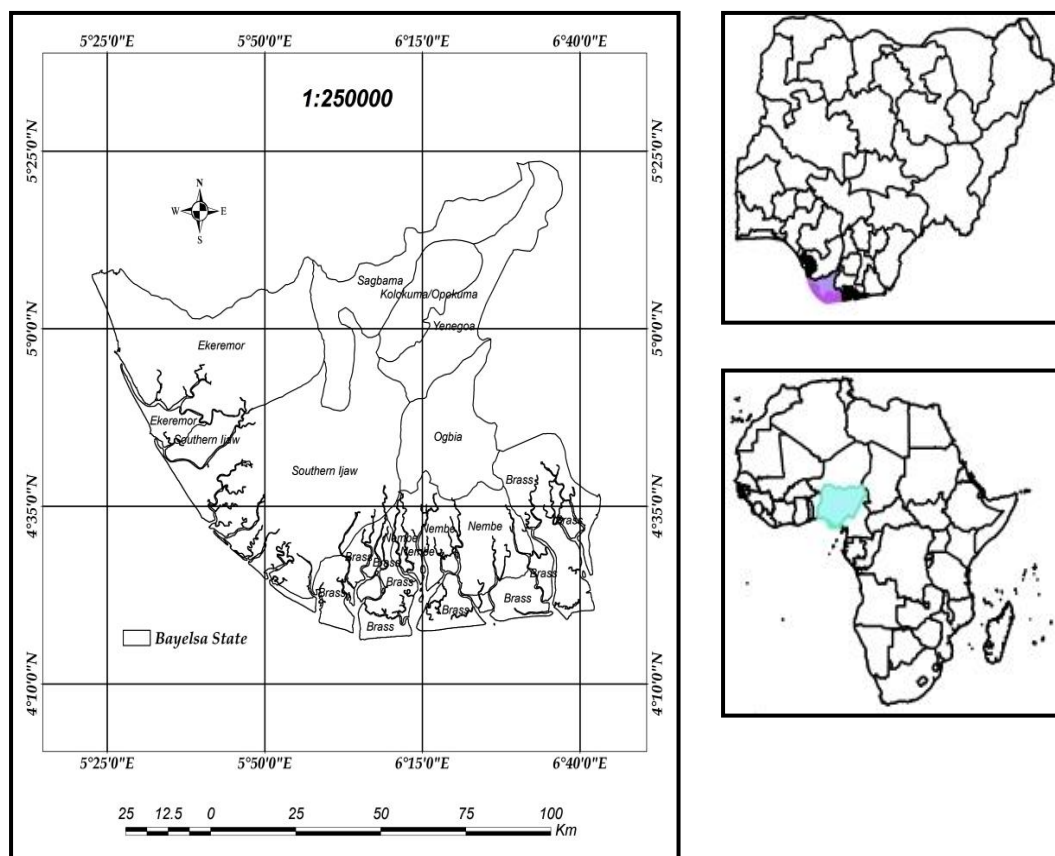 5°25'0"E 5°50'0"E 6°15'0"E 6°40'0"E
1:250000
5°25'0"N 5°25'0"N
N
W E
S
Sagbama
Kolokuma/Opokuma
Yenegoa
5°0'0"N 5°0'0"N
Ekeremor
Ekeremor
Southern Ijaw
Ogbia
Southern Ijaw
Brass
4°35'0"N 4°35'0"N
Brass
Nembe
Nembe
Nembe
Nembe
Brass
Brass
Brass
Brass
Brass
Brass
Brass
Brass
Brass
Bayelsa State
4°10'0"N 4°10'0"N
5°25'0"E 5°50'0"E 6°15'0"E 6°40'0"E
25 12.5 0 25 50 75 100
Km